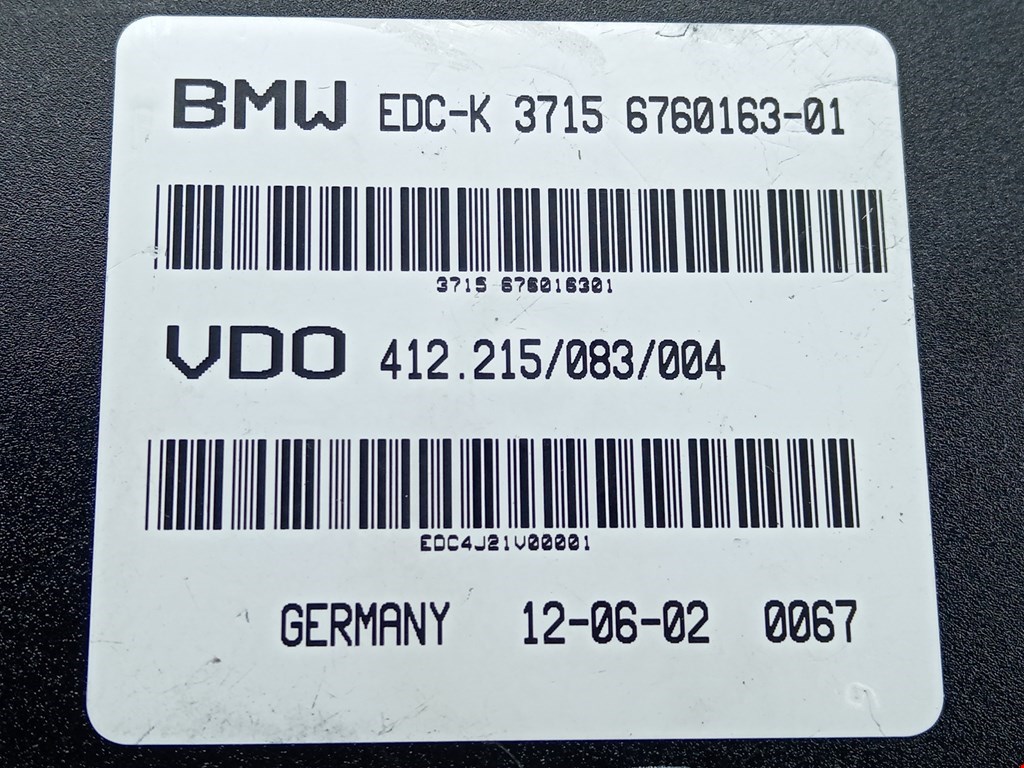 BMW EDC-K 3715 6760163-01
3715 676016301
VDO 412.215/083/004
EDC4J21V00001
GERMANY 12-06-02 0067